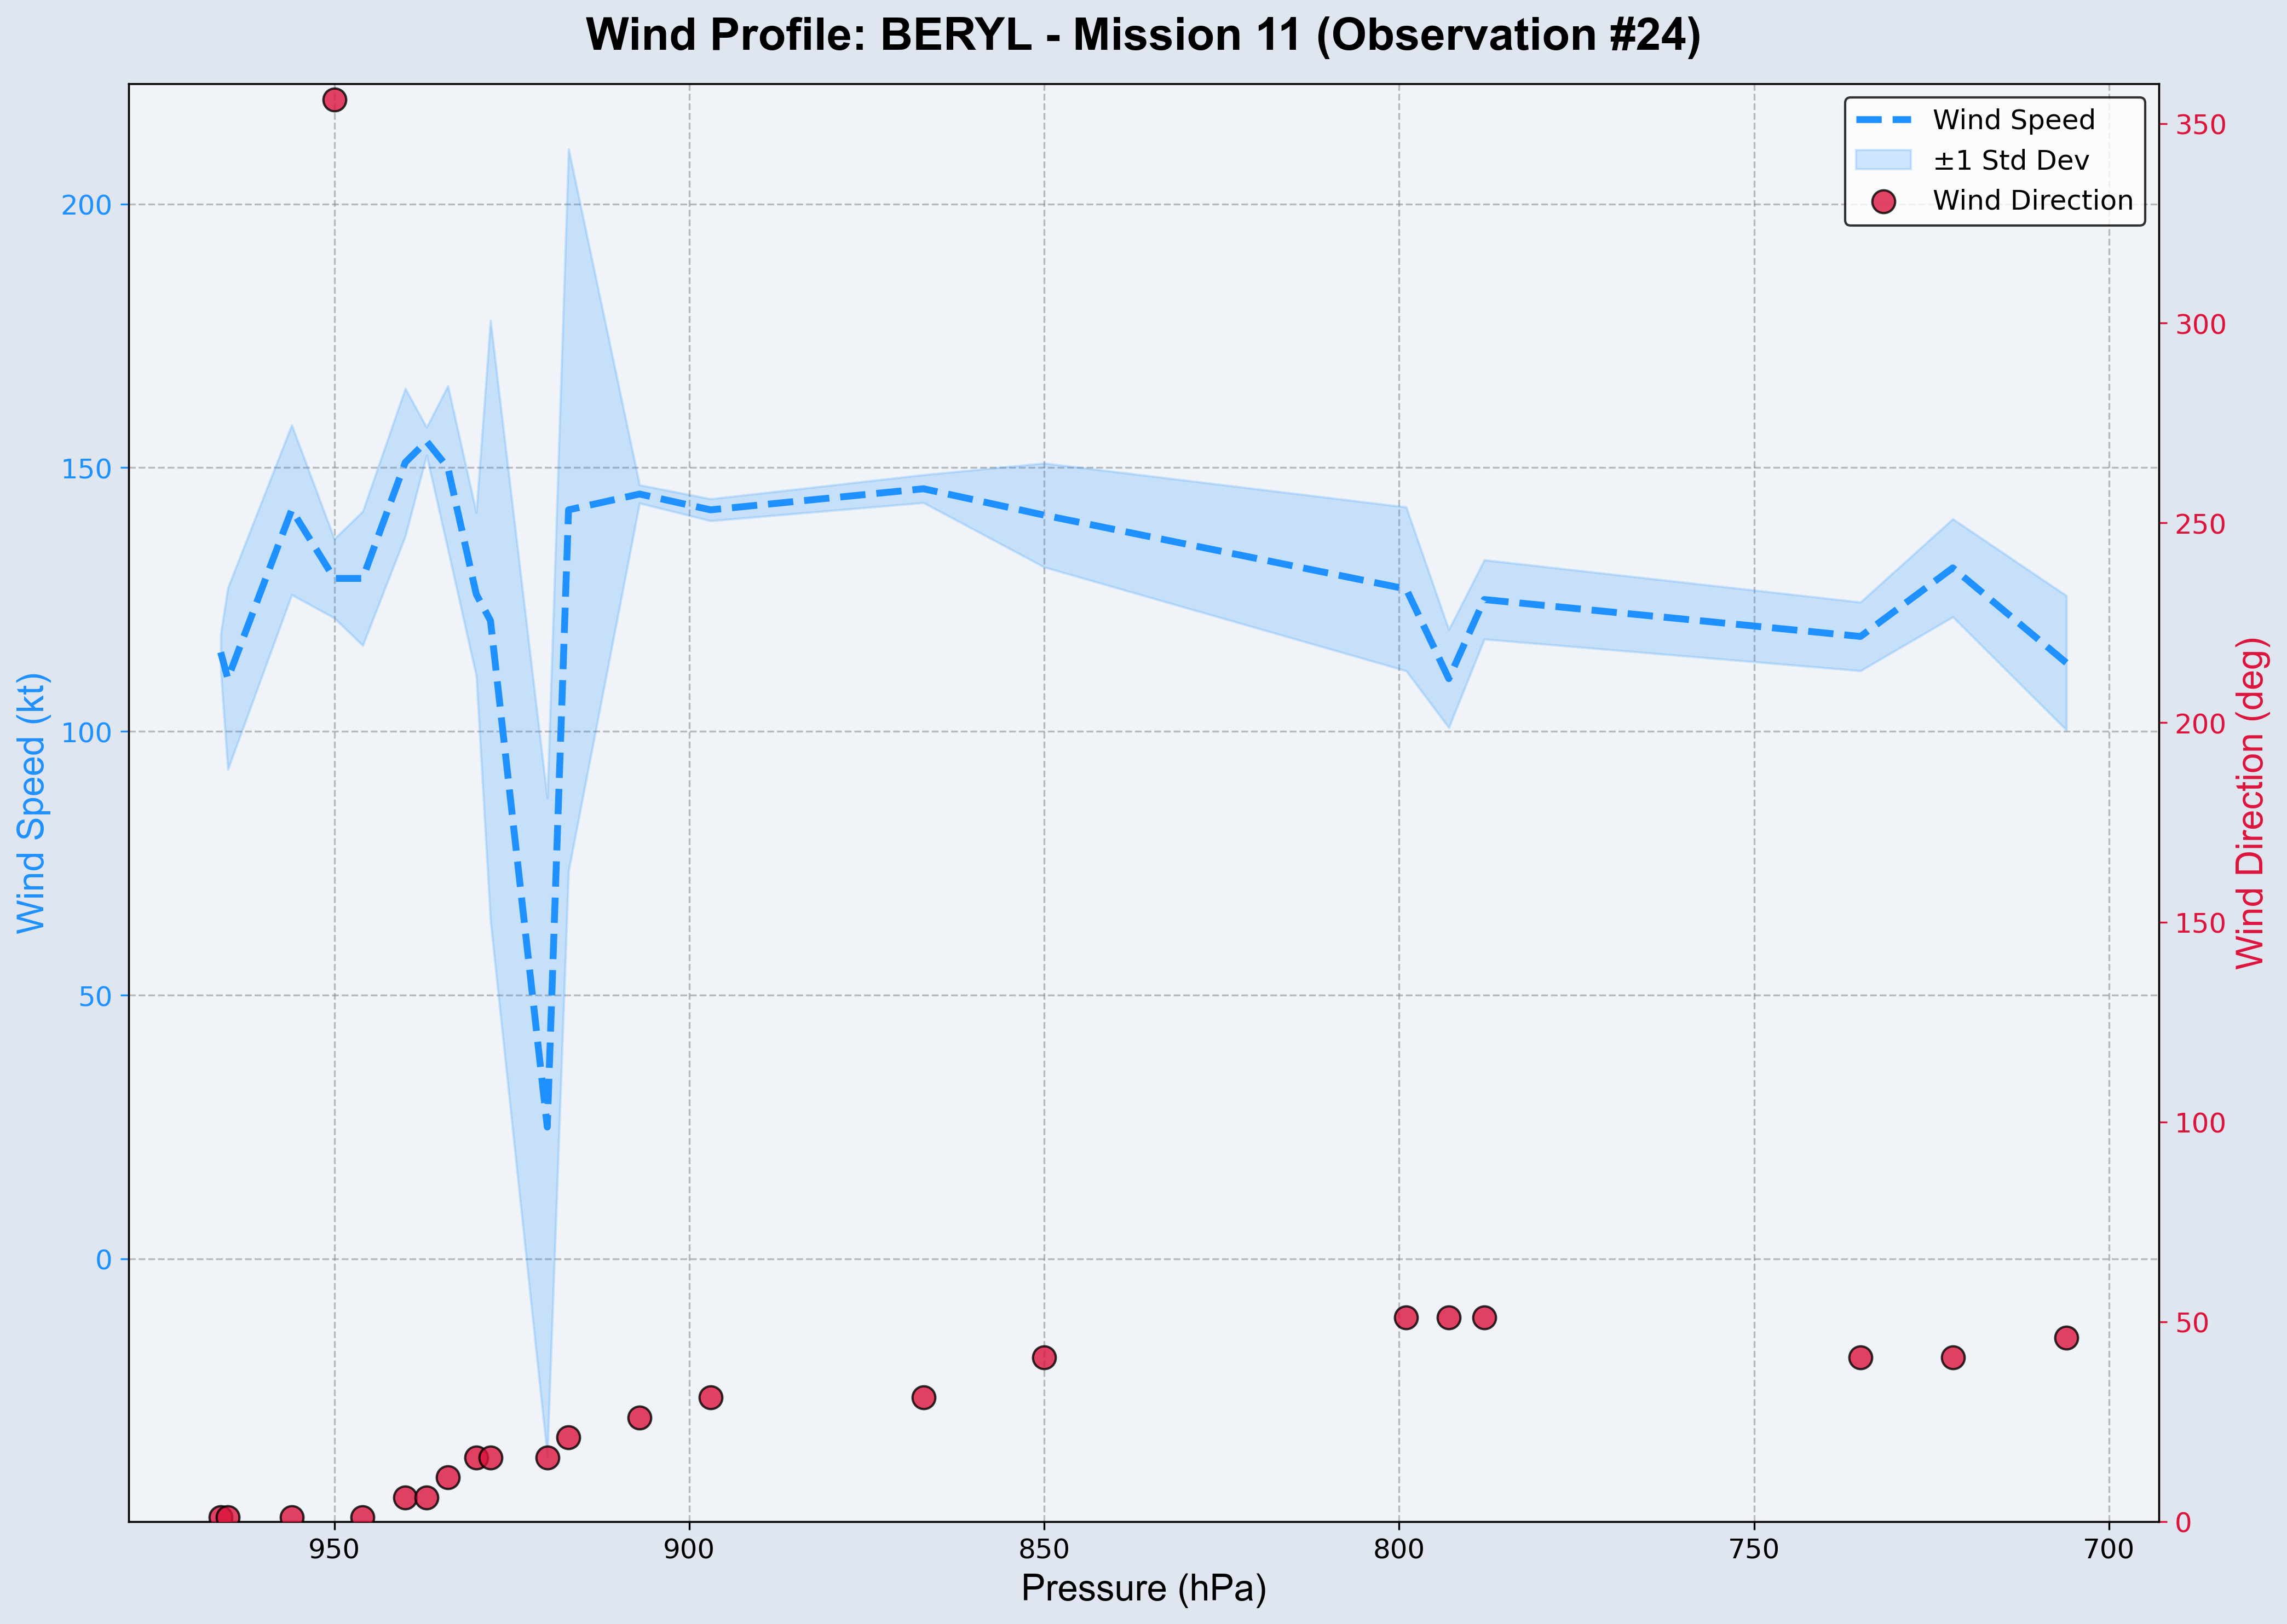 Wind Profile: BERYL - Mission 11 (Observation #24)
Wind Speed
±1 Std Dev
Wind Direction
200
150
100
50
0
Wind Speed (kt)
350
300
250
200
150
100
50
0
Wind Direction (deg)
950
900
850
800
750
700
Pressure (hPa)